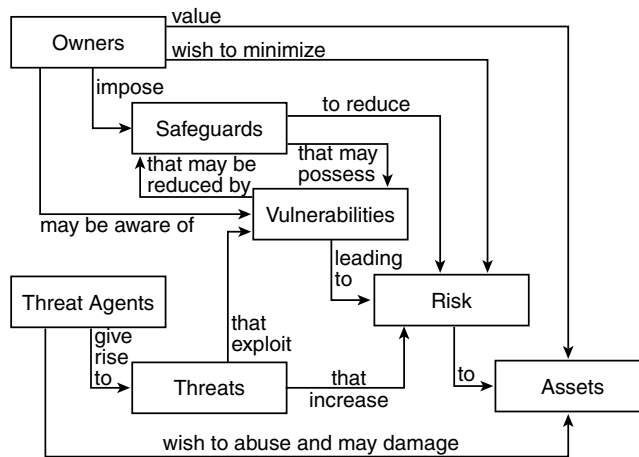 value
Owners
wish to minimize
impose
to reduce
Safeguards
that may be
reduced by
that may
possess
Vulnerabilities
may be aware of
leading
to
Threat Agents
Risk
give
rise
to
that
exploit
Threats
that
increase
to
Assets
wish to abuse and may damage